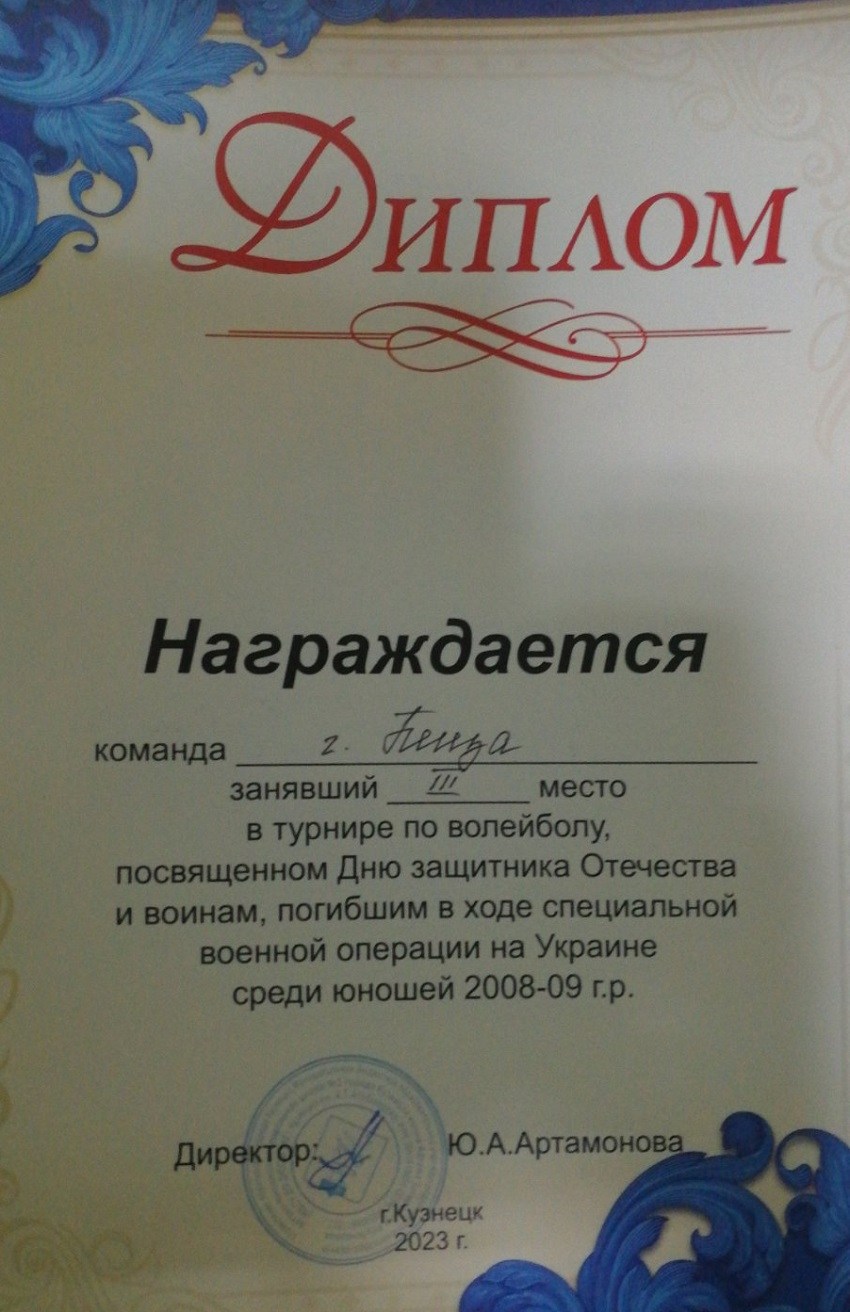 Диплом
Награждается
команда г. Пенза
занявший III место
в турнире по волейболу,
посвященном Дню защитника Отечества
и воинам, погибшим в ходе специальной
военной операции на Украине
среди юношей 2008-09 г.р.
Директор: Ю.А.Артамонова
г.Кузнецк
2023 г.